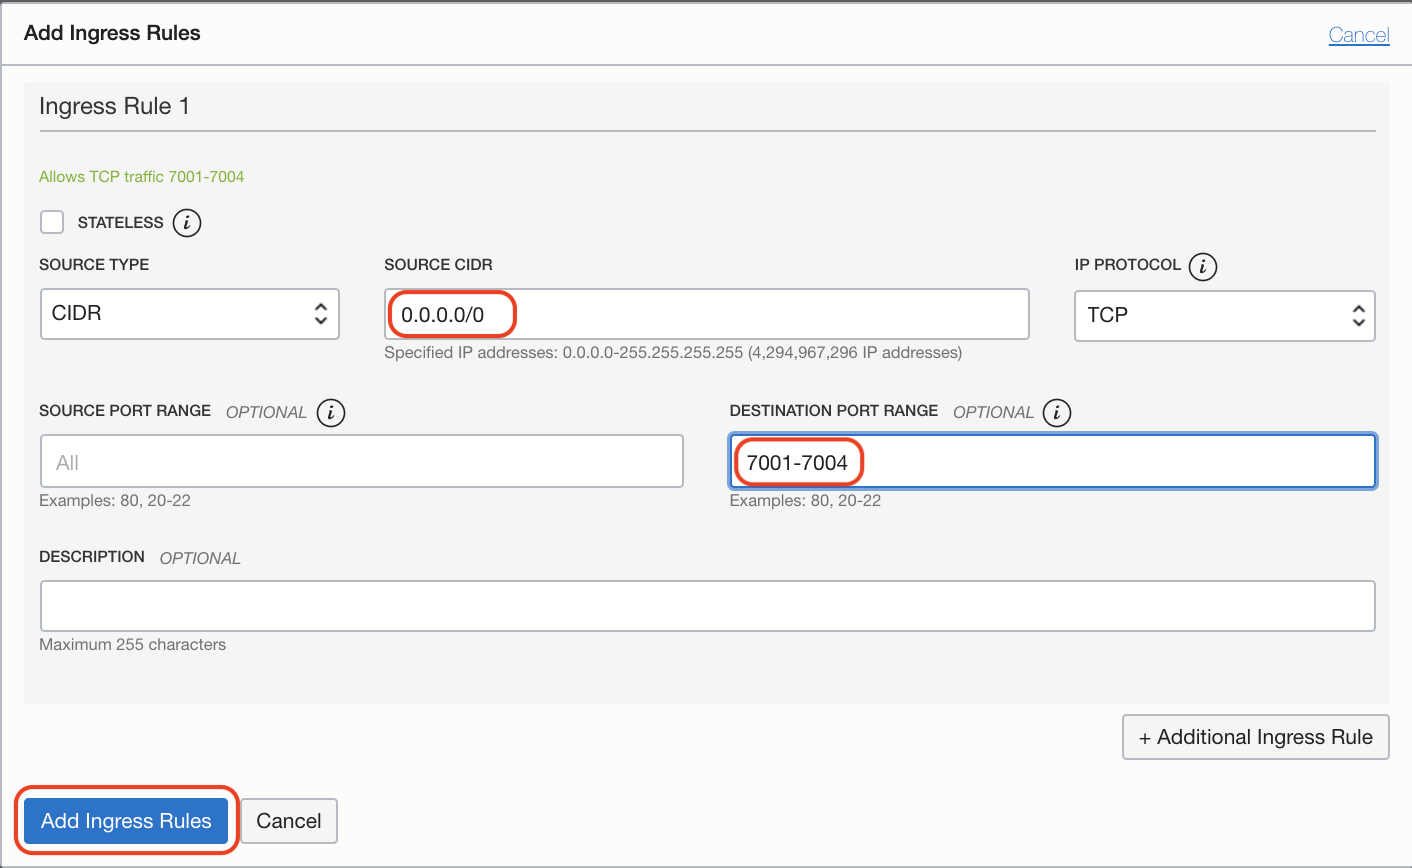 Add Ingress Rules
Cancel
Ingress Rule 1
Allows TCP traffic 7001-7004
STATELESS i
SOURCE TYPE
SOURCE CIDR
IP PROTOCOL i
CIDR
0.0.0.0/0
TCP
Specified IP addresses: 0.0.0.0-255.255.255.255 (4,294,967,296 IP addresses)
SOURCE PORT RANGE OPTIONAL i
DESTINATION PORT RANGE OPTIONAL i
All
7001-7004
Examples: 80, 20-22
Examples: 80, 20-22
DESCRIPTION OPTIONAL
Maximum 255 characters
+ Additional Ingress Rule
Add Ingress Rules
Cancel